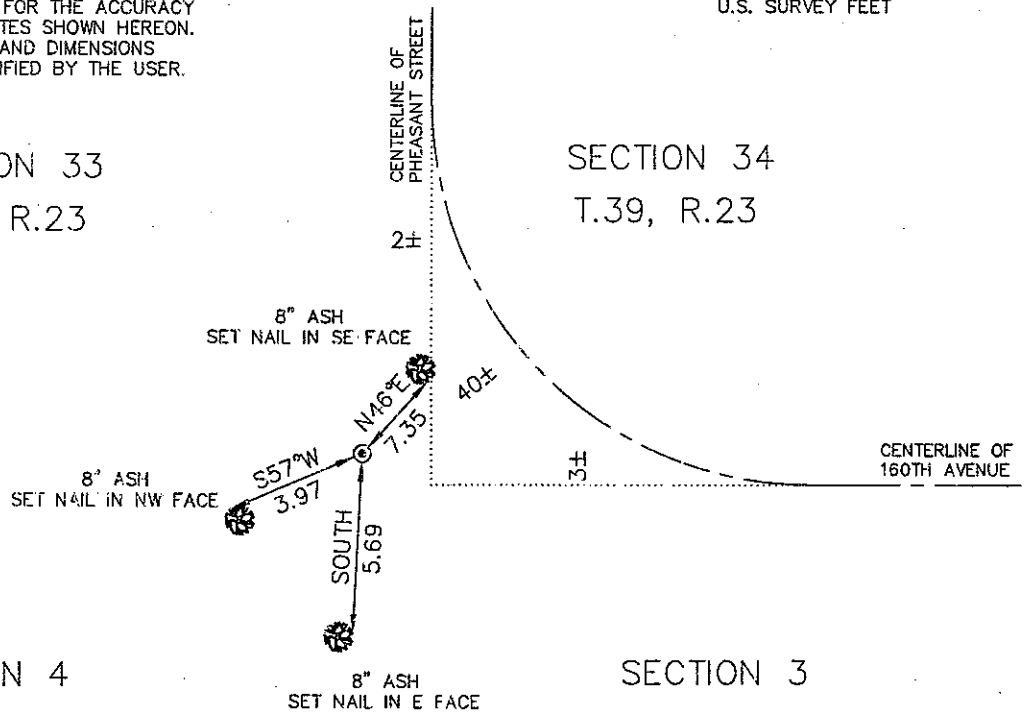 FOR THE ACCURACY
TES SHOWN HEREON.
AND DIMENSIONS
IFIED BY THE USER.
U.S. SURVEY FEET
CENTERLINE OF
PHEASANT STREET
ON 33
R.23
SECTION 34
T.39, R.23
2±
8" ASH
SET NAIL IN SE FACE
N46°E
7.35
40±
3±
CENTERLINE OF
160TH AVENUE
8" ASH
SET NAIL IN NW FACE
S57°W
3.97
SOUTH
5.69
N 4
8" ASH
SET NAIL IN E FACE
SECTION 3